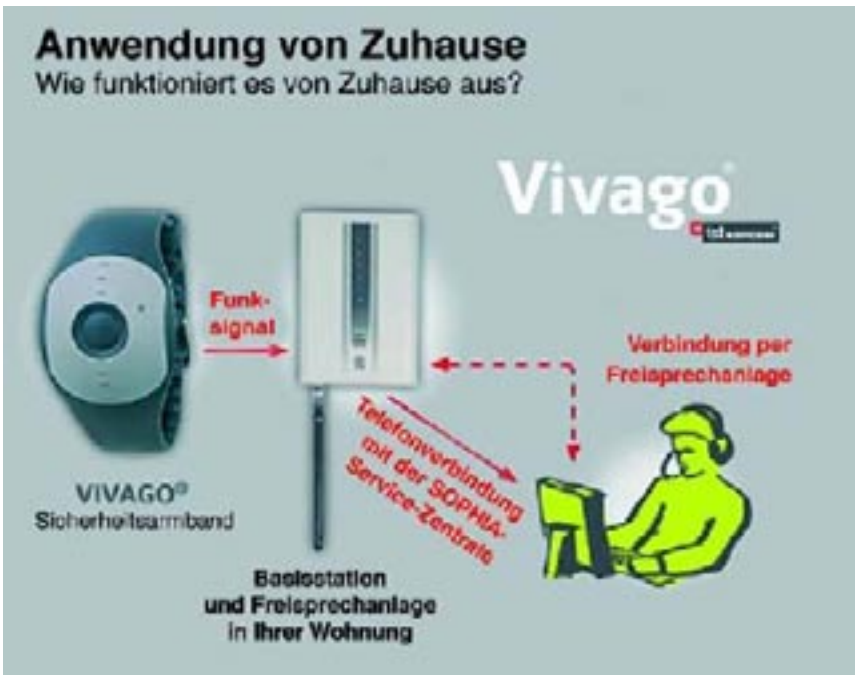 Anwendung von Zuhause
Wie funktioniert es von Zuhause aus?
Vivago®
Funk-
signal
Verbindung per
Freisprechanlage
Telefonverbindung
mit der SOPHIA-
Service-Zentrale
VIVAGO®
Sicherheitsarmband
Basisstation
und Freisprechanlage
in Ihrer Wohnung